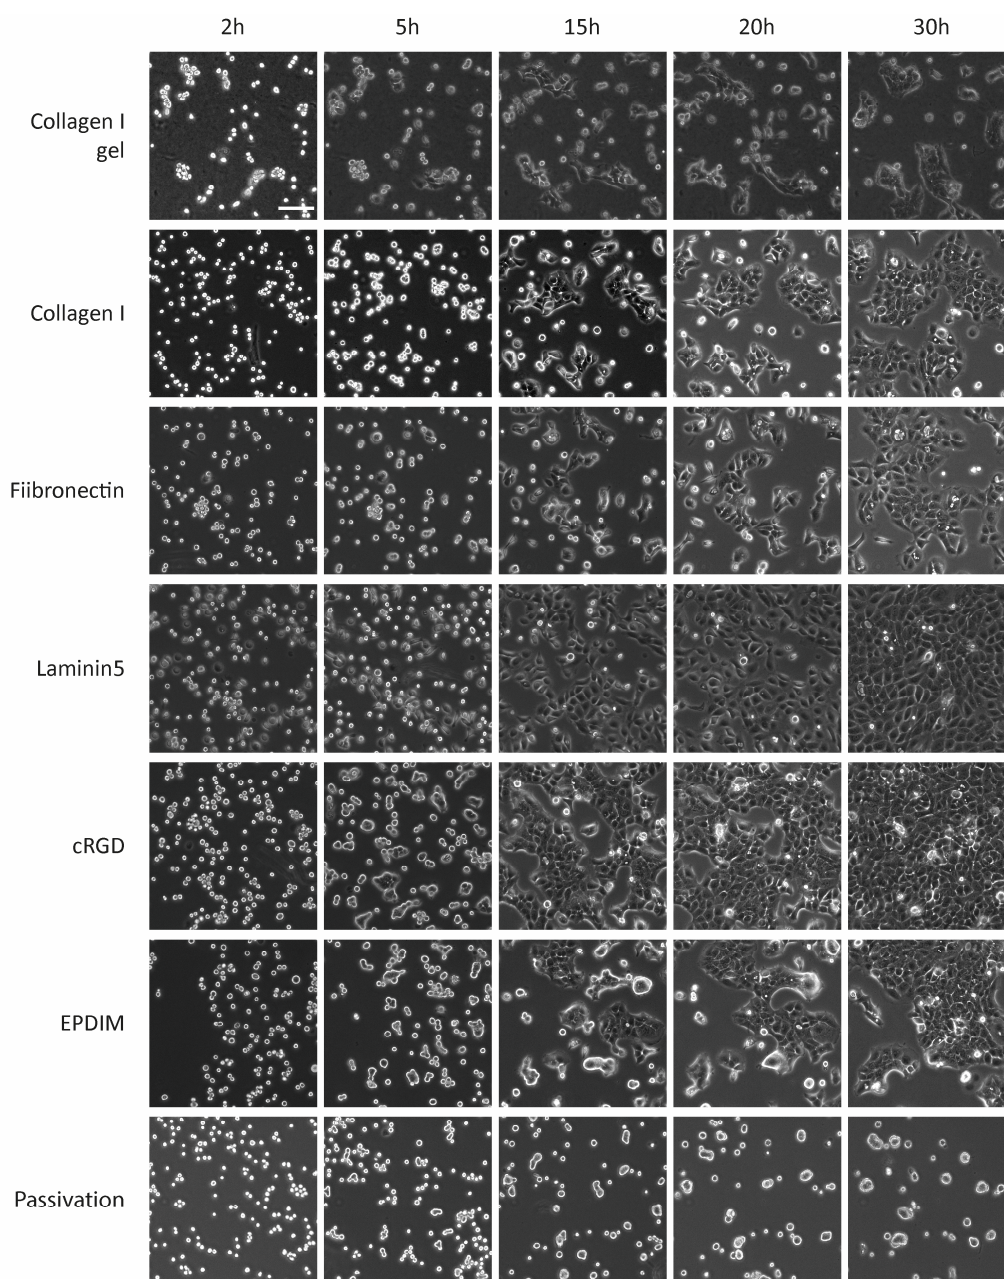 2h 5h 15h 20h 30h
Collagen I
gel
Collagen I
Fiibronectin
Laminin5
cRGD
EPDIM
Passivation